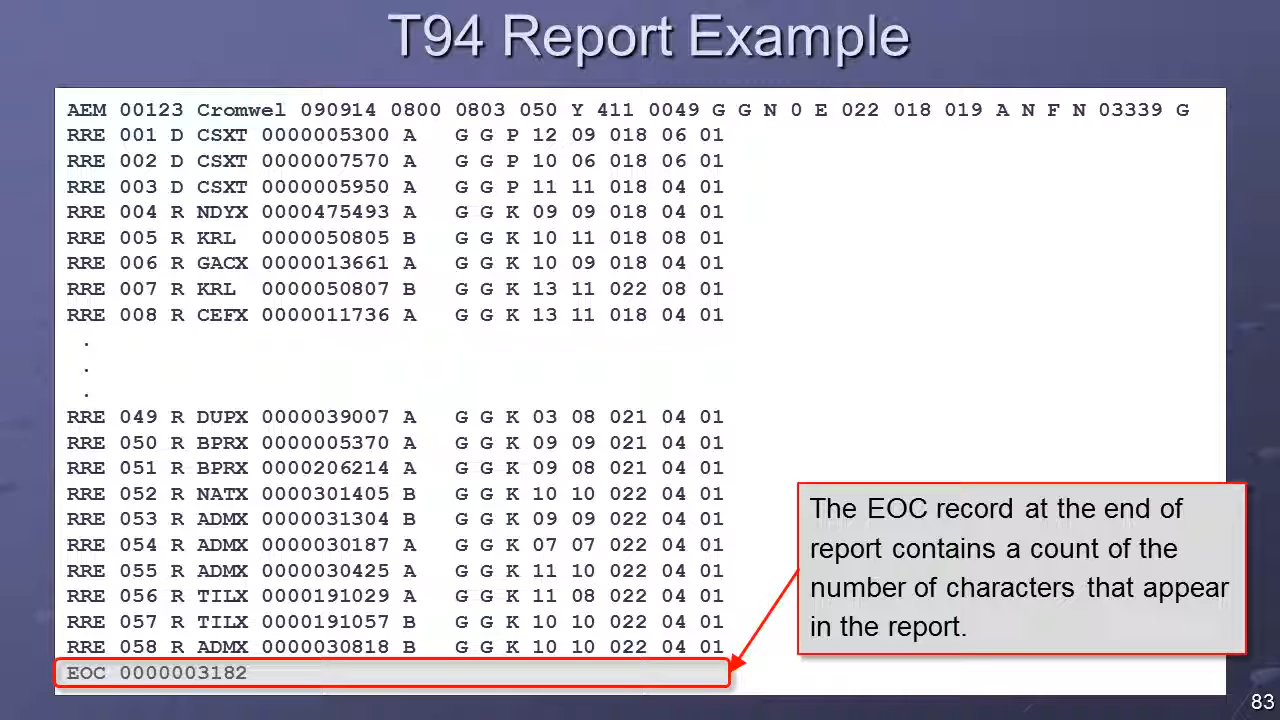 T94 Report Example
AEM 00123 Cromwel 090914 0800 0803 050 Y 411 0049 G G N 0 E 022 018 019 A N F N 03339 G
RRE 001 D CSXT 0000005300 A   G G P 12 09 018 06 01
RRE 002 D CSXT 0000007570 A   G G P 10 06 018 06 01
RRE 003 D CSXT 0000005950 A   G G P 11 11 018 04 01
RRE 004 R NDYX 0000475493 A   G G K 09 09 018 04 01
RRE 005 R KRL  0000050805 B   G G K 10 11 018 08 01
RRE 006 R GACX 0000013661 A   G G K 10 09 018 04 01
RRE 007 R KRL  0000050807 B   G G K 13 11 022 08 01
RRE 008 R CEFX 0000011736 A   G G K 13 11 018 04 01
.
.
.
RRE 049 R DUPX 0000039007 A   G G K 03 08 021 04 01
RRE 050 R BPRX 0000005370 A   G G K 09 09 021 04 01
RRE 051 R BPRX 0000206214 A   G G K 09 08 021 04 01
RRE 052 R NATX 0000301405 B   G G K 10 10 022 04 01
RRE 053 R ADMX 0000031304 B   G G K 09 09 022 04 01
RRE 054 R ADMX 0000030187 A   G G K 07 07 022 04 01
RRE 055 R ADMX 0000030425 A   G G K 11 10 022 04 01
RRE 056 R TILX 0000191029 A   G G K 11 08 022 04 01
RRE 057 R TILX 0000191057 B   G G K 10 10 022 04 01
RRE 058 R ADMX 0000030818 B   G G K 10 10 022 04 01
EOC 0000003182
The EOC record at the end of
report contains a count of the
number of characters that appear
in the report.
83